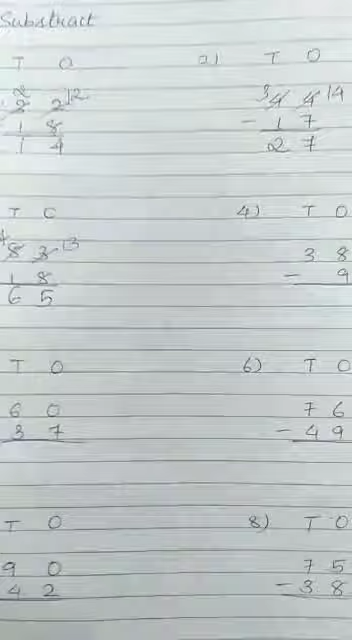 Substract
T O 2) T O
2 12 3 14
3 2 4 4
1 8 - 1 7
1 4 2 7
T O 4) T O
13
8 3 3 8
1 8 - 9
6 5
T O 6) T O
6 0 7 6
3 7 - 4 9
T O 8) T O
9 0 7 5
4 2 - 3 8